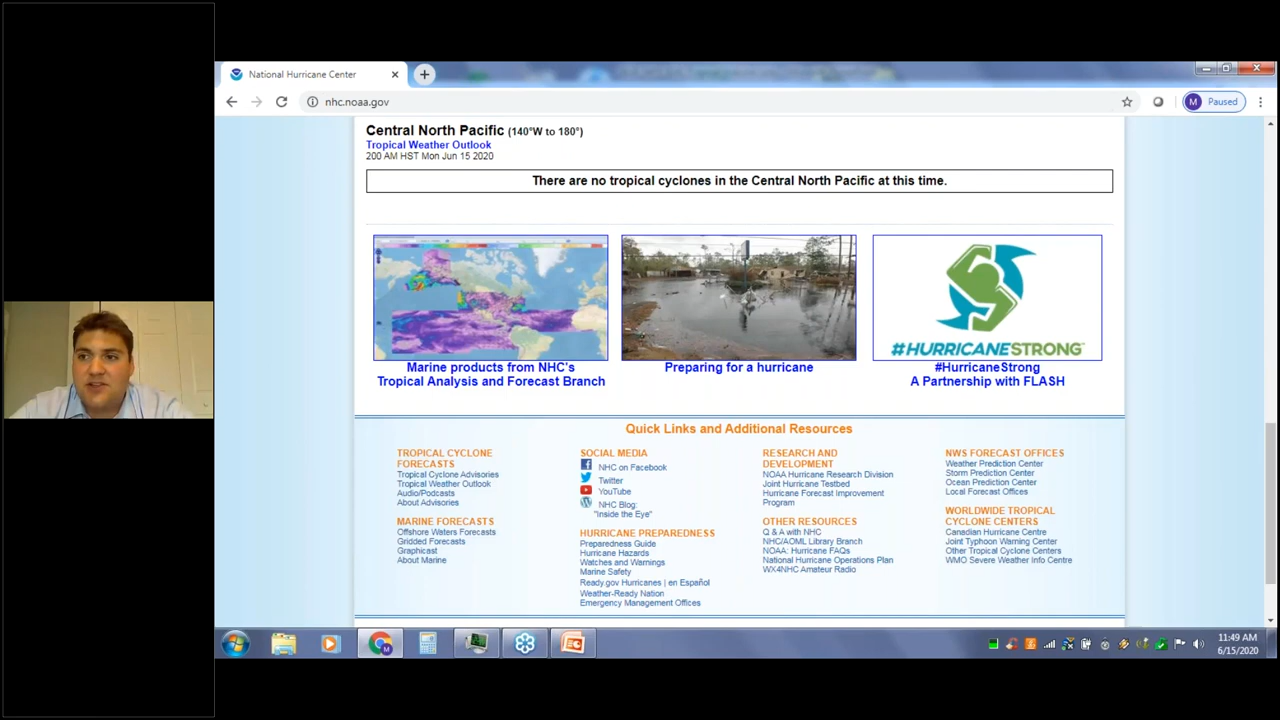 National Hurricane Center
nhc.noaa.gov
M Paused
Central North Pacific (140°W to 180°)
Tropical Weather Outlook
200 AM HST Mon Jun 15 2020
There are no tropical cyclones in the Central North Pacific at this time.
#HURRICANESTRONG
Marine products from NHC's
Tropical Analysis and Forecast Branch
Preparing for a hurricane
#HurricaneStrong
A Partnership with FLASH
Quick Links and Additional Resources
TROPICAL CYCLONE
FORECASTS
Tropical Cyclone Advisories
Tropical Weather Outlook
Audio/Podcasts
About Advisories
MARINE FORECASTS
Offshore Waters Forecasts
Gridded Forecasts
Graphicast
About Marine
SOCIAL MEDIA
NHC on Facebook
Twitter
YouTube
NHC Blog:
"Inside the Eye"
HURRICANE PREPAREDNESS
Preparedness Guide
Hurricane Hazards
Watches and Warnings
Marine Safety
Ready.gov Hurricanes | en Español
Weather-Ready Nation
Emergency Management Offices
RESEARCH AND
DEVELOPMENT
NOAA Hurricane Research Division
Joint Hurricane Testbed
Hurricane Forecast Improvement
Program
OTHER RESOURCES
Q & A with NHC
NHC/AOML Library Branch
NOAA: Hurricane FAQs
National Hurricane Operations Plan
WX4NHC Amateur Radio
NWS FORECAST OFFICES
Weather Prediction Center
Storm Prediction Center
Ocean Prediction Center
Local Forecast Offices
WORLDWIDE TROPICAL
CYCLONE CENTERS
Canadian Hurricane Centre
Joint Typhoon Warning Center
Other Tropical Cyclone Centers
WMO Severe Weather Info Centre
11:49 AM
6/15/2020